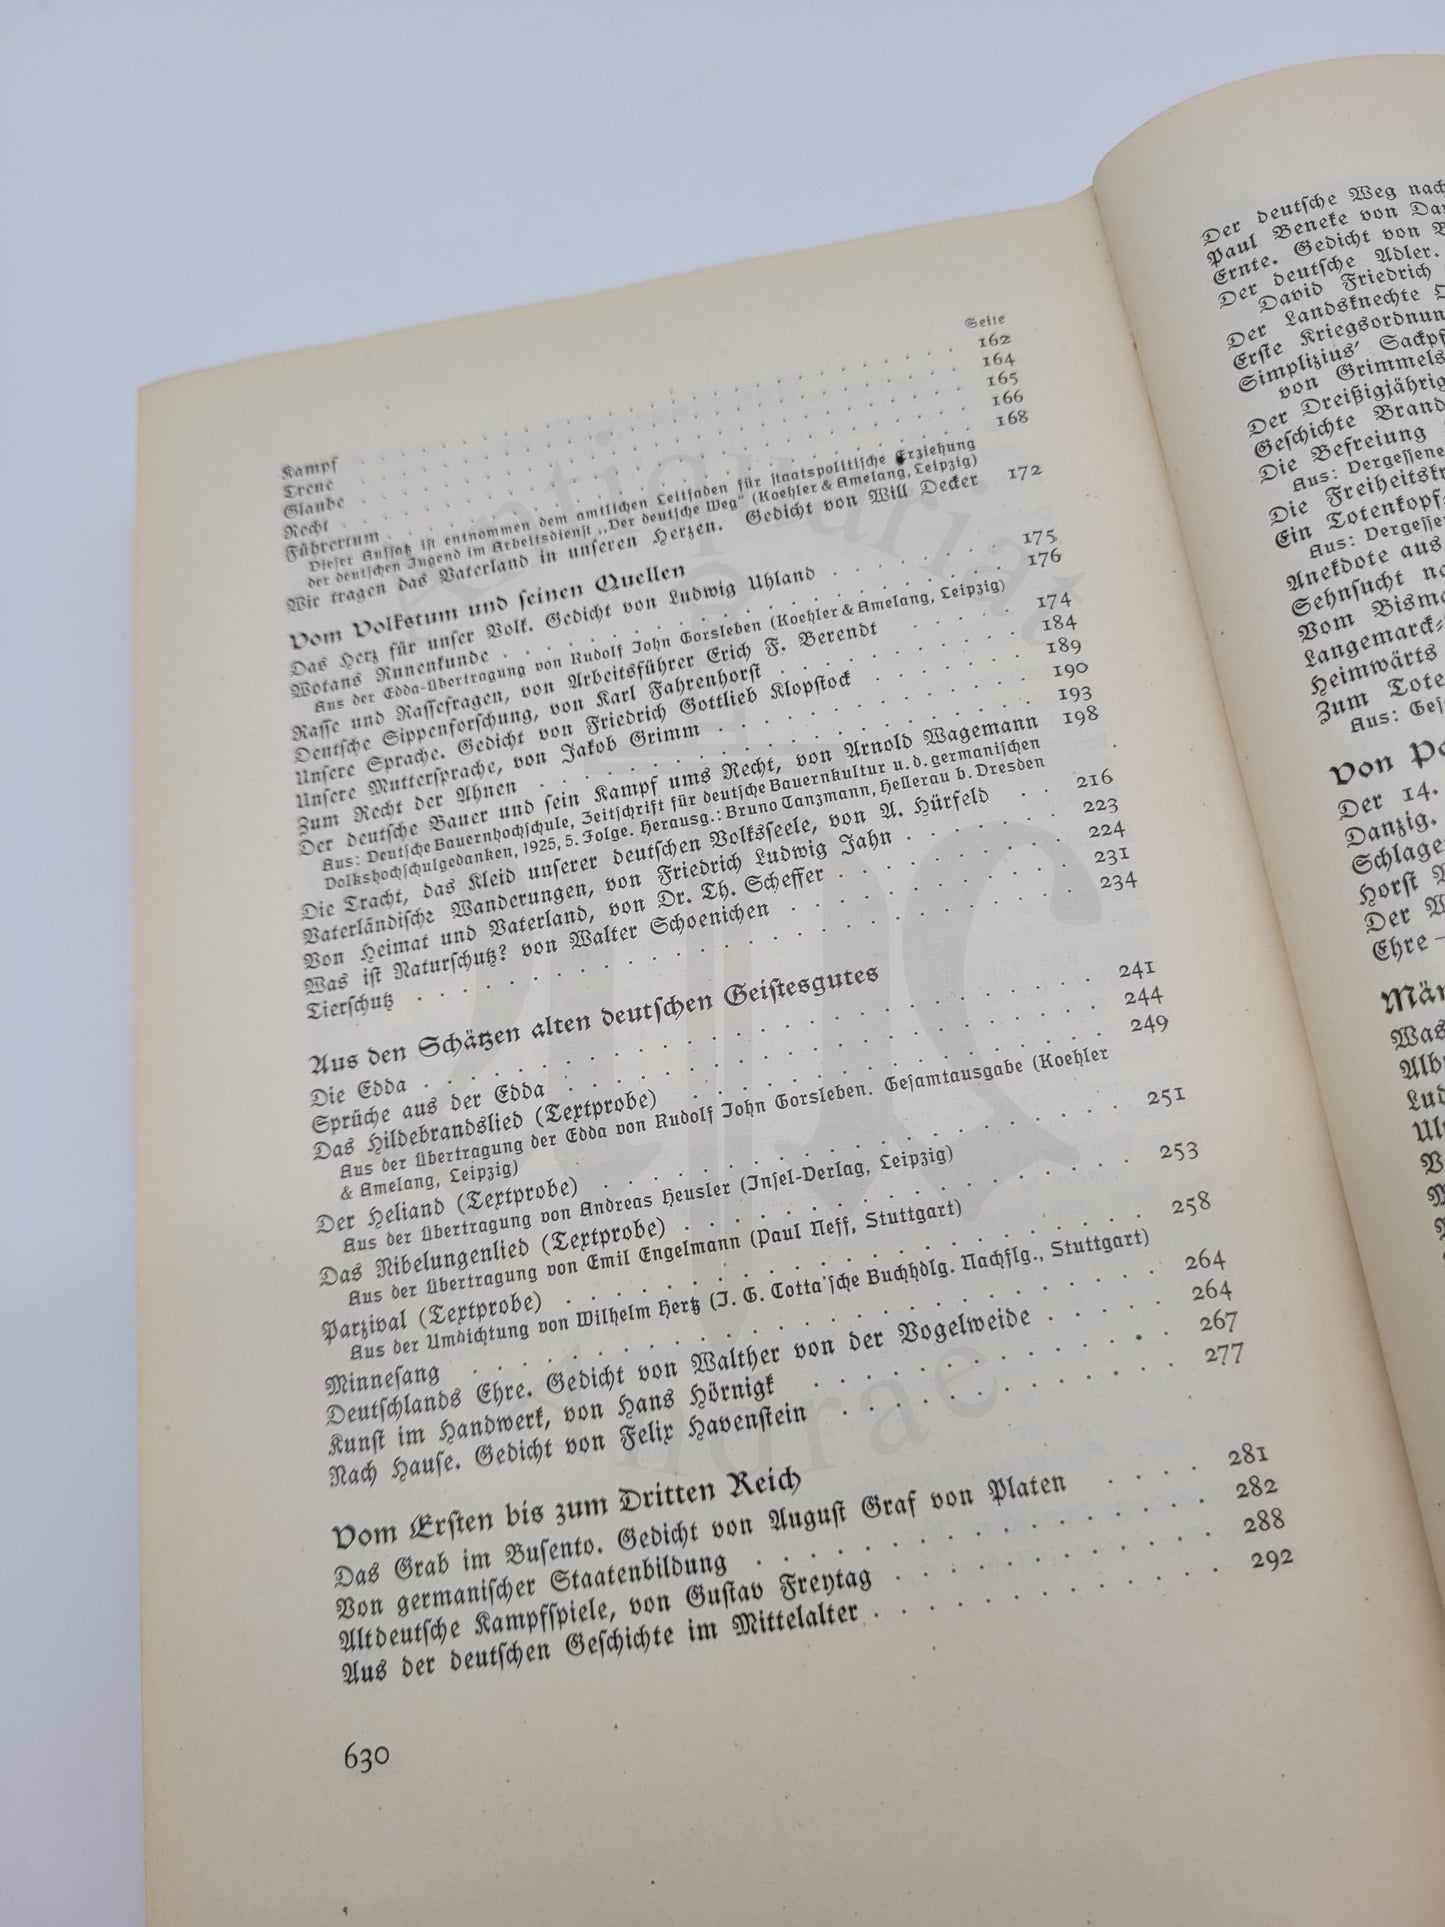 Seite
Kampf . . . 162
Treue . . . 164
Glaube . . . 165
Recht . . . 166
Führertum . . . 168
Dieser Aufsatz ist entnommen dem amtlichen Leitfaden für staatspolitische Erziehung
der deutschen Jugend im Arbeitsdienst „Der deutsche Weg“ (Koehler & Amelang, Leipzig)
Wir tragen das Vaterland in unseren Herzen. Gedicht von Will Decker 172
Vom Volkstum und seinen Quellen
Das Herz für unser Volk. Gedicht von Ludwig Uhland . . . 175
Wotans Runenkunde . . . 176
Aus der Edda-Übertragung von Rudolf John Gorsleben (Koehler & Amelang, Leipzig)
Rasse und Rassefragen, von Arbeitsführer Erich F. Berendt . . . 174
Deutsche Sippenforschung, von Karl Fahrenhorst . . . 184
Unsere Sprache. Gedicht von Friedrich Gottlieb Klopstock . . . 189
Unsere Muttersprache, von Jakob Grimm . . . 190
Zum Recht der Ahnen . . . 193
Der deutsche Bauer und sein Kampf ums Recht, von Arnold Wagemann 198
Aus: Deutsche Bauernhochschule, Zeitschrift für deutsche Bauernkultur u. d. germanischen
Volkshochschulgedanken, 1925, 5. Folge. Herausg.: Bruno Tanzmann, Hellerau b. Dresden
Die Tracht, das Kleid unserer deutschen Volksseele, von A. Hürfeld . . 216
Vaterländische Wanderungen, von Friedrich Ludwig Jahn . . . 223
Von Heimat und Vaterland, von Dr. Th. Scheffer . . . 224
Was ist Naturschutz? von Walter Schoenichen . . . 231
Tierschutz . . . 234
Aus den Schätzen alten deutschen Geistesgutes
Die Edda . . . 241
Sprüche aus der Edda . . . 244
Das Hildebrandslied (Textprobe) . . . 249
Aus der Übertragung der Edda von Rudolf John Gorsleben. Gesamtausgabe (Koehler
& Amelang, Leipzig)
Der Heliand (Textprobe) . . . 251
Aus der Übertragung von Andreas Heusler (Insel-Verlag, Leipzig)
Das Nibelungenlied (Textprobe) . . . 253
Aus der Übertragung von Emil Engelmann (Paul Neff, Stuttgart)
Parzival (Textprobe) . . . 258
Aus der Umdichtung von Wilhelm Hertz (J. G. Cotta'sche Buchhdlg. Nachflg., Stuttgart)
Minnesang . . . 264
Deutschlands Ehre. Gedicht von Walther von der Vogelweide . . . 264
Kunst im Handwerk, von Hans Hörnigk . . . 267
Nach Hause. Gedicht von Felix Havenstein . . . 277
Vom Ersten bis zum Dritten Reich
Das Grab im Busento. Gedicht von August Graf von Platen . . . 281
Von germanischer Staatenbildung . . . 282
Altdeutsche Kampfspiele, von Gustav Freytag . . . 288
Aus der deutschen Geschichte im Mittelalter . . . 292
630
Der deutsche Weg nach
Paul Beneke von
Ernte. Gedicht von
Der deutsche Adler.
David Friedrich
Der Landsknechte
Erste
Simplizius'
von
Der
Geschichte
Die Befreiung
Aus:
Die
Ein Totenkopf
Aus:
Anekdote aus
Sehnsucht
Vom
Heimwärts
Zum
Aus:
Von
Der 14.
Danzig.
Horst
Der
Ehre –
Was
Antiquariat
Norae